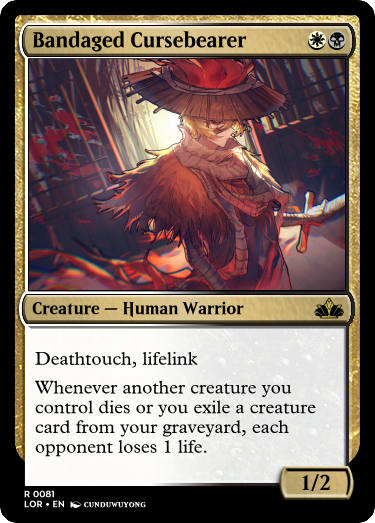 Bandaged Cursebearer
Creature — Human Warrior
Deathtouch, lifelink
Whenever another creature you
control dies or you exile a creature
card from your graveyard, each
opponent loses 1 life.
1/2
R 0081
LOR • EN CUNDUWUYONG